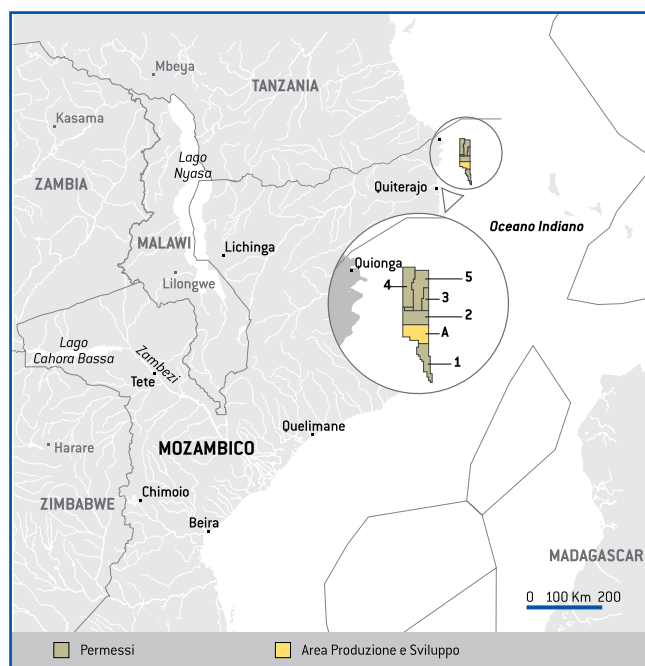 Mbeya
TANZANIA
Kasama
Lago
Nyasa
ZAMBIA
Quiterajo
Oceano Indiano
MALAWI
Lichinga
Quionga
Lilongwe
5
4
3
2
A
1
Lago
Cahora Bassa
Zambezi
Tete
Quelimane
MOZAMBICO
Harare
Chimoio
ZIMBABWE
Beira
MADAGASCAR
0 100 Km 200
Permessi
Area Produzione e Sviluppo